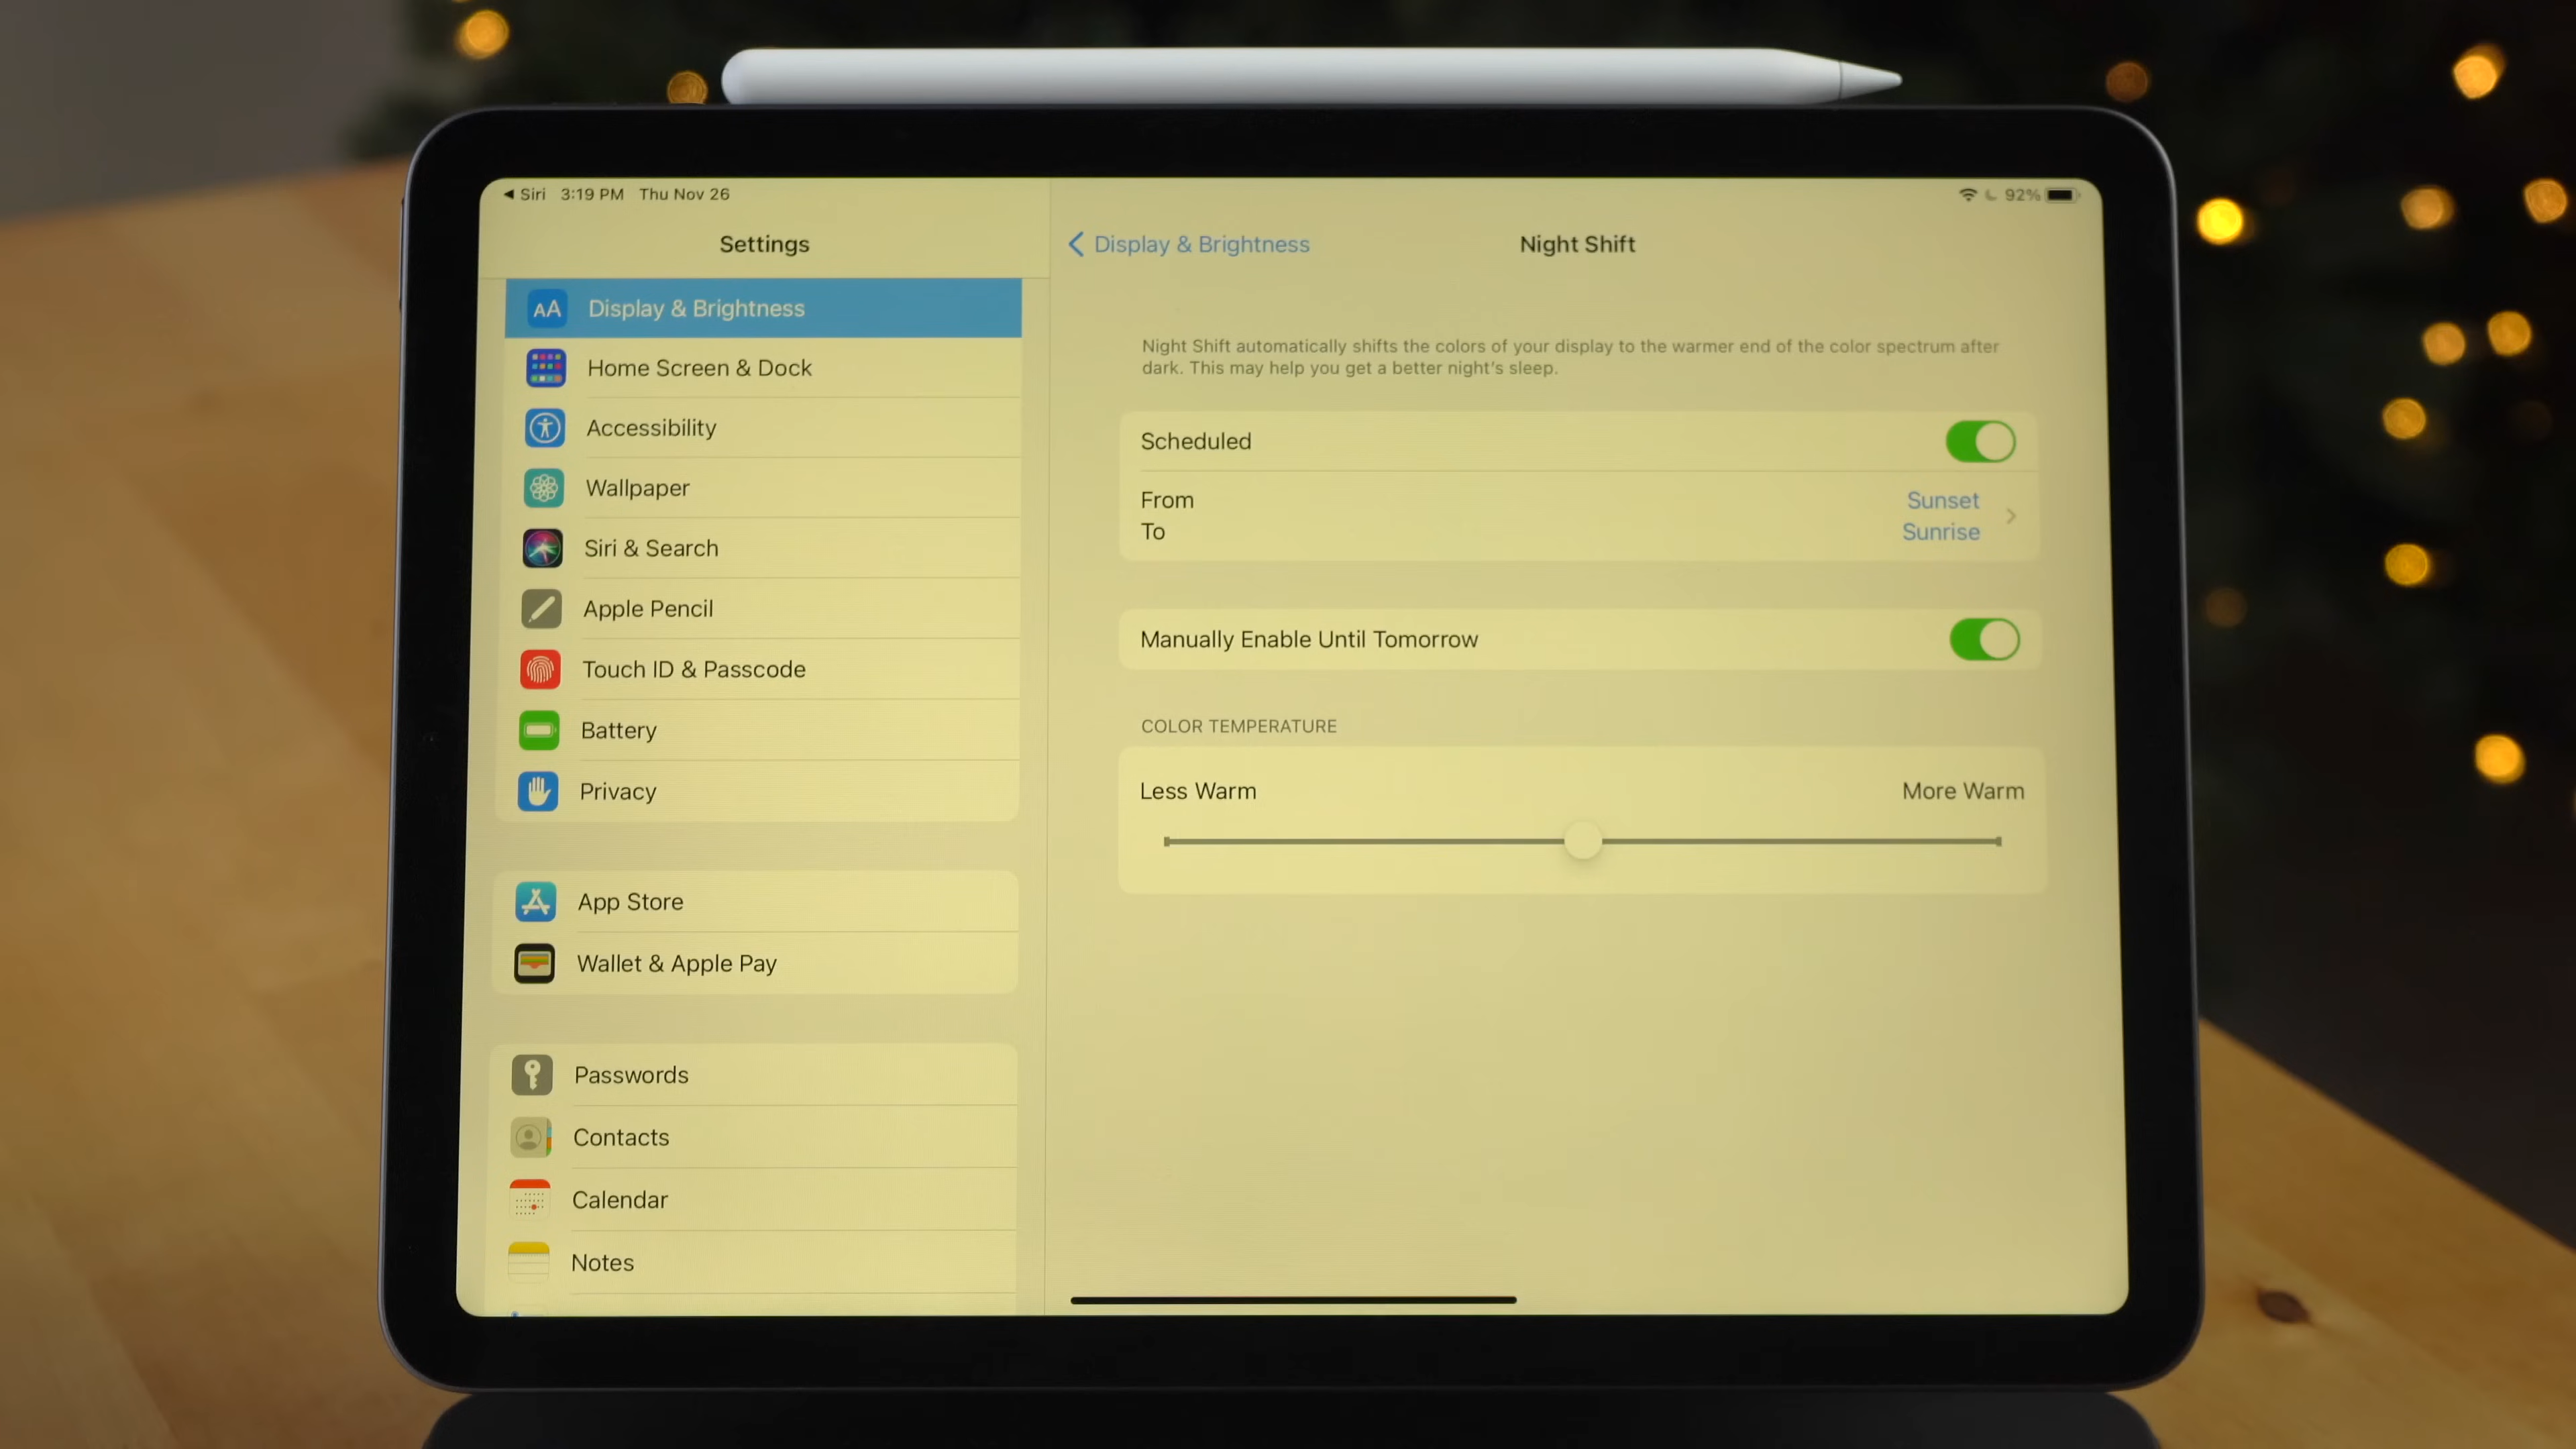 ◀ Siri 3:19 PM Thu Nov 26
92%
Settings
AA Display & Brightness
Home Screen & Dock
Accessibility
Wallpaper
Siri & Search
Apple Pencil
Touch ID & Passcode
Battery
Privacy
App Store
Wallet & Apple Pay
Passwords
Contacts
Calendar
Notes
Display & Brightness
Night Shift
Night Shift automatically shifts the colors of your display to the warmer end of the color spectrum after
dark. This may help you get a better night's sleep.
Scheduled
From Sunset
To Sunrise
Manually Enable Until Tomorrow
COLOR TEMPERATURE
Less Warm More Warm